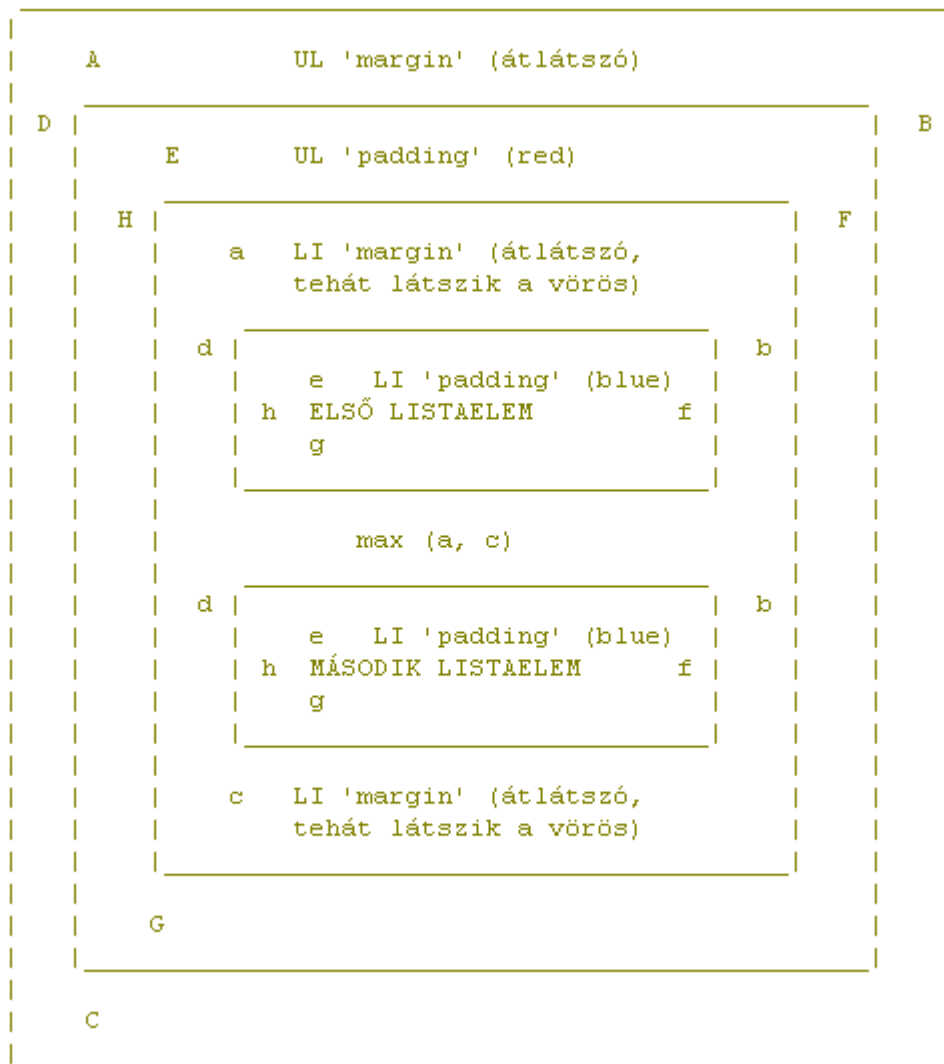 A UL 'margin' (átlátszó)
D B
E UL 'padding' (red)
H F
a LI 'margin' (átlátszó,
tehát látszik a vörös)
d b
e LI 'padding' (blue)
h ELSŐ LISTAELEM f
g
max (a, c)
d b
e LI 'padding' (blue)
h MÁSODIK LISTAELEM f
g
c LI 'margin' (átlátszó,
tehát látszik a vörös)
G
C